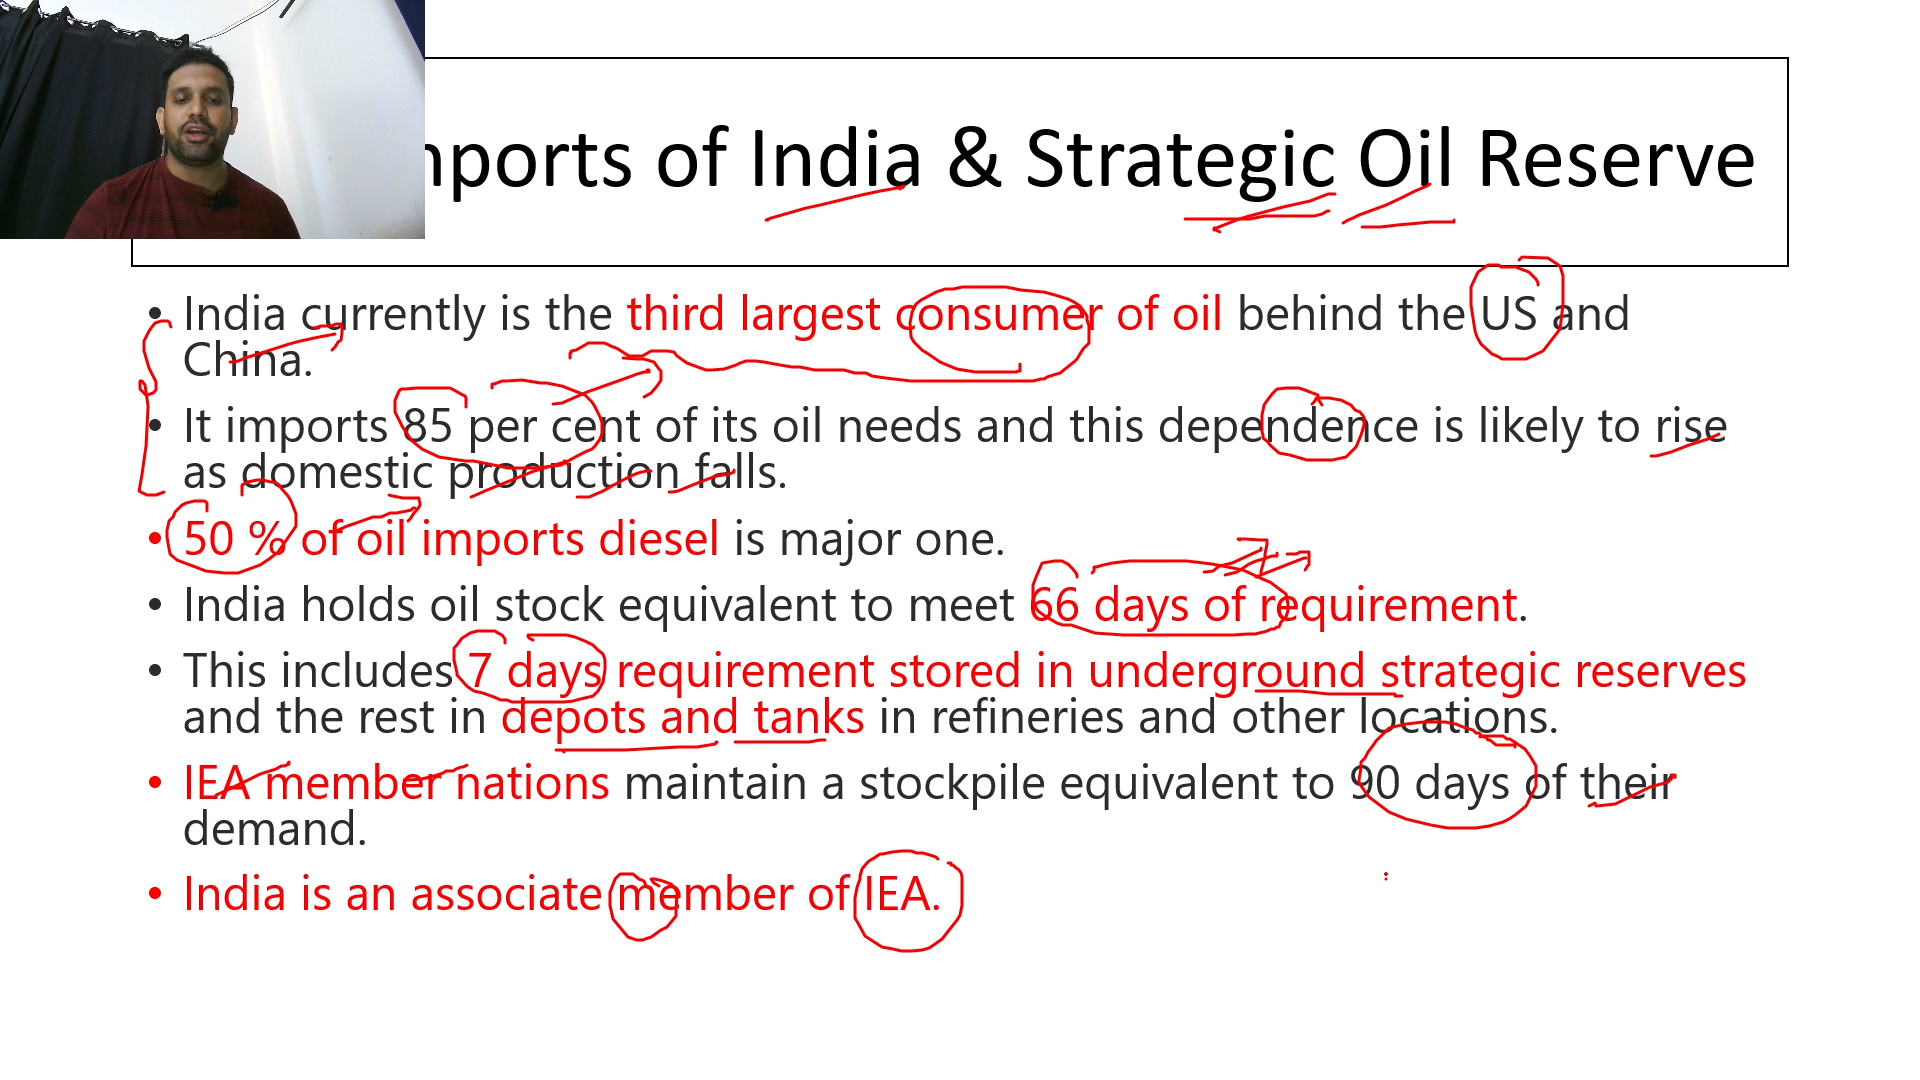 mports of India & Strategic Oil Reserve
• India currently is the third largest consumer of oil behind the US and
China.
• It imports 85 per cent of its oil needs and this dependence is likely to rise
as domestic production falls.
• 50 % of oil imports diesel is major one.
• India holds oil stock equivalent to meet 66 days of requirement.
• This includes 7 days requirement stored in underground strategic reserves
and the rest in depots and tanks in refineries and other locations.
• IEA member nations maintain a stockpile equivalent to 90 days of their
demand.
• India is an associate member of IEA.